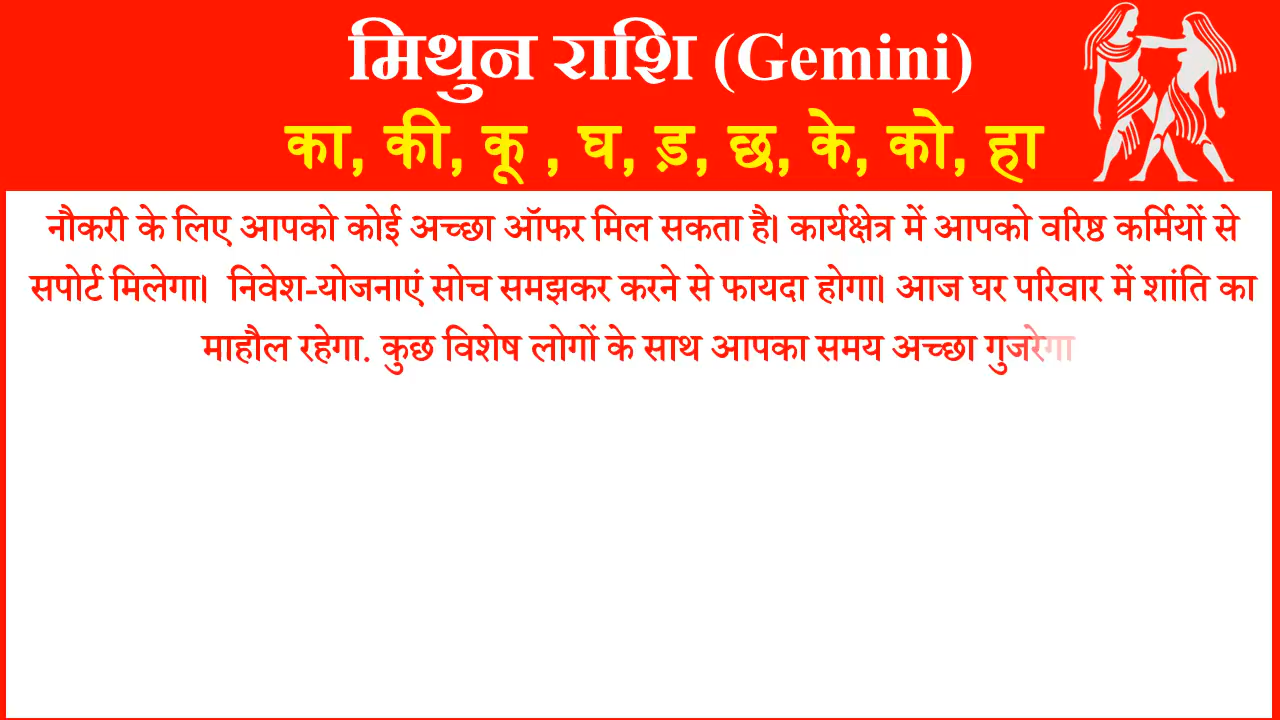 मिथुन राशि (Gemini)
का, की, कू , घ, ड़, छ, के, को, हा
नौकरी के लिए आपको कोई अच्छा ऑफर मिल सकता है। कार्यक्षेत्र में आपको वरिष्ठ कर्मियों से
सपोर्ट मिलेगा।  निवेश-योजनाएं सोच समझकर करने से फायदा होगा। आज घर परिवार में शांति का
माहौल रहेगा. कुछ विशेष लोगों के साथ आपका समय अच्छा गुजरेगा